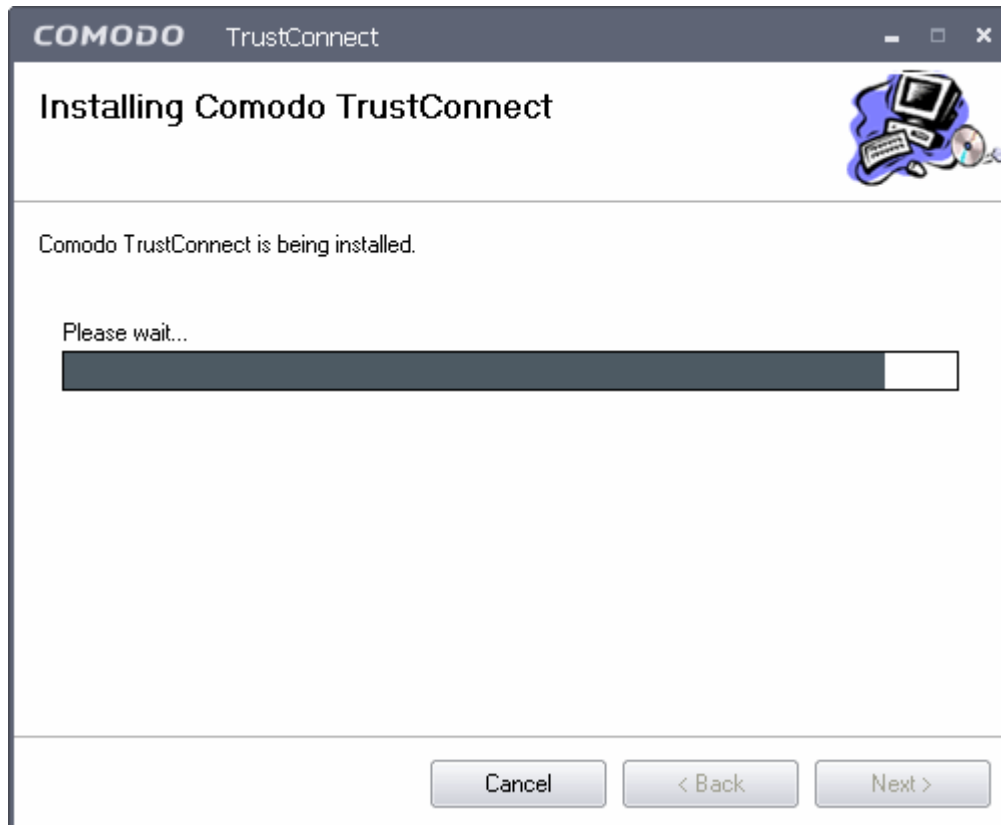 COMODO TrustConnect
Installing Comodo TrustConnect
Comodo TrustConnect is being installed.
Please wait...
Cancel < Back Next >